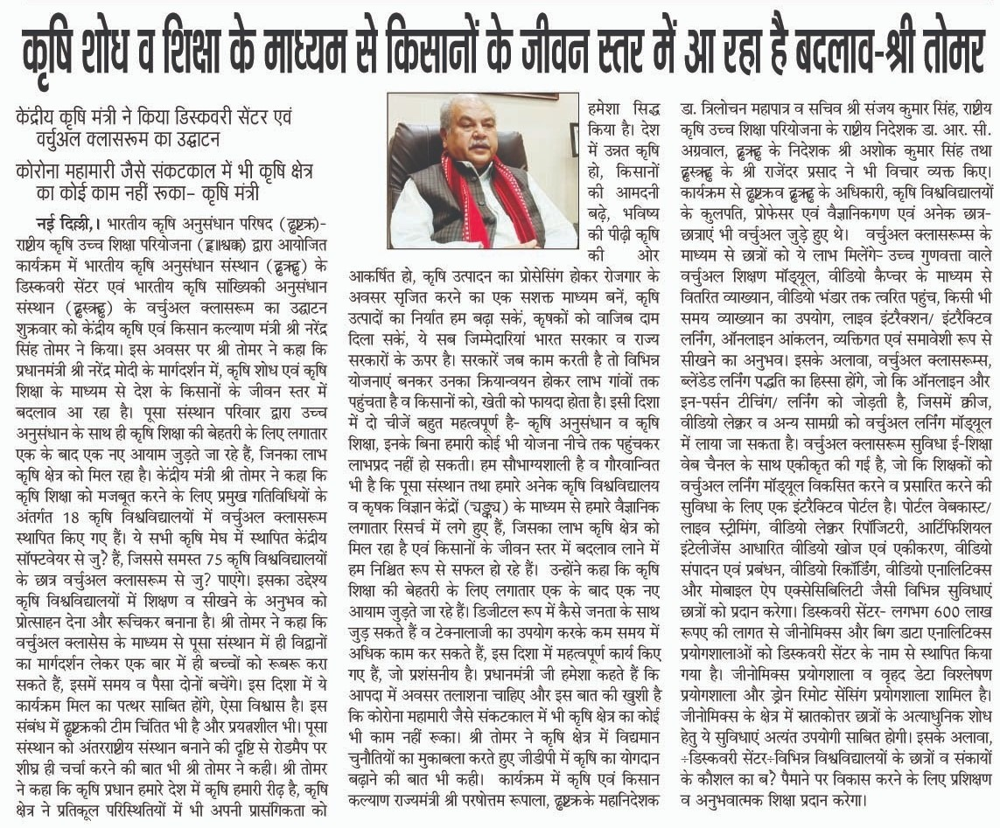 कृषि शोध व शिक्षा के माध्यम से किसानों के जीवन स्तर में आ रहा है बदलाव-श्री तोमर
केंद्रीय कृषि मंत्री ने किया डिस्कवरी सेंटर एवं
वर्चुअल क्लासरूम का उद्घाटन
कोरोना महामारी जैसे संकटकाल में भी कृषि क्षेत्र
का कोई काम नहीं रूका- कृषि मंत्री
नई दिल्ली,। भारतीय कृषि अनुसंधान परिषद (ढ्ढष्टक्र)-
राष्टीय कृषि उच्च शिक्षा परियोजना (हृ॥श्वक्क) द्वारा आयोजित
कार्यक्रम में भारतीय कृषि अनुसंधान संस्थान (ढ्ढक्रढ्ढ) के
डिस्कवरी सेंटर एवं भारतीय कृषि सांख्यिकी अनुसंधान
संस्थान (ढ्ढस्क्रढ्ढ) के वर्चुअल क्लासरूम का उद्घाटन
शुक्रवार को केंद्रीय कृषि एवं किसान कल्याण मंत्री श्री नरेंद्र
सिंह तोमर ने किया। इस अवसर पर श्री तोमर ने कहा कि
प्रधानमंत्री श्री नरेंद्र मोदी के मार्गदर्शन में, कृषि शोध एवं कृषि
शिक्षा के माध्यम से देश के किसानों के जीवन स्तर में
बदलाव आ रहा है। पूसा संस्थान परिवार द्वारा उच्च
अनुसंधान के साथ ही कृषि शिक्षा की बेहतरी के लिए लगातार
एक के बाद एक नए आयाम जुड़ते जा रहे हैं, जिनका लाभ
कृषि क्षेत्र को मिल रहा है। केंद्रीय मंत्री श्री तोमर ने कहा कि
कृषि शिक्षा को मजबूत करने के लिए प्रमुख गतिविधियों के
अंतर्गत 18 कृषि विश्वविद्यालयों में वर्चुअल क्लासरूम
स्थापित किए गए हैं। ये सभी कृषि मेघ में स्थापित केंद्रीय
सॉफ्टवेयर से जु? हैं, जिससे समस्त 75 कृषि विश्वविद्यालयों
के छात्र वर्चुअल क्लासरूम से जु? पाएंगे। इसका उद्देश्य
कृषि विश्वविद्यालयों में शिक्षण व सीखने के अनुभव को
प्रोत्साहन देना और रूचिकर बनाना है। श्री तोमर ने कहा कि
वर्चुअल क्लासेस के माध्यम से पूसा संस्थान में ही विद्वानों
का मार्गदर्शन लेकर एक बार में ही बच्चों को रूबरू करा
सकते हैं, इसमें समय व पैसा दोनों बचेंगे। इस दिशा में ये
कार्यक्रम मिल का पत्थर साबित होंगे, ऐसा विश्वास है। इस
संबंध में ढ्ढष्टक्रकी टीम चिंतित भी है और प्रयत्नशील भी। पूसा
संस्थान को अंतरराष्टीय संस्थान बनाने की दृष्टि से रोडमैप पर
शीघ्र ही चर्चा करने की बात भी श्री तोमर ने कही। श्री तोमर
ने कहा कि कृषि प्रधान हमारे देश में कृषि हमारी रीढ़ है, कृषि
क्षेत्र ने प्रतिकूल परिस्थितियों में भी अपनी प्रासंगिकता को
हमेशा सिद्ध
किया है। देश
में उन्नत कृषि
हो, किसानों
की आमदनी
बढ़े, भविष्य
की पीढ़ी कृषि
की ओर
आकर्षित हो, कृषि उत्पादन का प्रोसेसिंग होकर रोजगार के
अवसर सृजित करने का एक सशक्त माध्यम बनें, कृषि
उत्पादों का निर्यात हम बढ़ा सकें, कृषकों को वाजिब दाम
दिला सकें, ये सब जिम्मेदारियां भारत सरकार व राज्य
सरकारों के ऊपर है। सरकारें जब काम करती है तो विभिन्न
योजनाएं बनकर उनका क्रियान्वयन होकर लाभ गांवों तक
पहुंचता है व किसानों को, खेती को फायदा होता है। इसी दिशा
में दो चीजें बहुत महत्वपूर्ण है- कृषि अनुसंधान व कृषि
शिक्षा, इनके बिना हमारी कोई भी योजना नीचे तक पहुंचकर
लाभप्रद नहीं हो सकती। हम सौभाग्यशाली है व गौरवान्वित
भी है कि पूसा संस्थान तथा हमारे अनेक कृषि विश्वविद्यालय
व कृषक विज्ञान केंद्रों (च्यङ्क्य) के माध्यम से हमारे वैज्ञानिक
लगातार रिसर्च में लगे हुए हैं, जिसका लाभ कृषि क्षेत्र को
मिल रहा है एवं किसानों के जीवन स्तर में बदलाव लाने में
हम निश्चित रूप से सफल हो रहे हैं। उन्होंने कहा कि कृषि
शिक्षा की बेहतरी के लिए लगातार एक के बाद एक नए
आयाम जुड़ते जा रहे हैं। डिजीटल रूप में कैसे जनता के साथ
जुड़ सकते हैं व टेक्नालाजी का उपयोग करके कम समय में
अधिक काम कर सकते हैं, इस दिशा में महत्वपूर्ण कार्य किए
गए हैं, जो प्रशंसनीय है। प्रधानमंत्री जी हमेशा कहते हैं कि
आपदा में अवसर तलाशना चाहिए और इस बात की खुशी है
कि कोरोना महामारी जैसे संकटकाल में भी कृषि क्षेत्र का कोई
भी काम नहीं रूका। श्री तोमर ने कृषि क्षेत्र में विद्यमान
चुनौतियों का मुकाबला करते हुए जीडीपी में कृषि का योगदान
बढ़ाने की बात भी कही। कार्यक्रम में कृषि एवं किसान
कल्याण राज्यमंत्री श्री परषोत्तम रूपाला, ढ्ढष्टक्रके महानिदेशक
डा. त्रिलोचन महापात्र व सचिव श्री संजय कुमार सिंह, राष्टीय
कृषि उच्च शिक्षा परियोजना के राष्टीय निदेशक डा. आर. सी.
अग्रवाल, ढ्ढक्रढ्ढ के निदेशक श्री अशोक कुमार सिंह तथा
ढ्ढस्क्रढ्ढ के श्री राजेंदर प्रसाद ने भी विचार व्यक्त किए।
कार्यक्रम से ढ्ढष्टक्रव ढ्ढक्रढ्ढ के अधिकारी, कृषि विश्वविद्यालयों
के कुलपति, प्रोफेसर एवं वैज्ञानिकगण एवं अनेक छात्र-
छात्राएं भी वर्चुअल जुड़े हुए थे। वर्चुअल क्लासरूम्स के
माध्यम से छात्रों को ये लाभ मिलेंगे- उच्च गुणवत्ता वाले
वर्चुअल शिक्षण मॉड्यूल, वीडियो कैप्चर के माध्यम से
वितरित व्याख्यान, वीडियो भंडार तक त्वरित पहुंच, किसी भी
समय व्याख्यान का उपयोग, लाइव इंटरैक्शन/ इंटरैक्टिव
लर्निंग, ऑनलाइन आंकलन, व्यक्तिगत एवं समावेशी रूप से
सीखने का अनुभव। इसके अलावा, वर्चुअल क्लासरूम्स,
ब्लेंडेड लर्निंग पद्धति का हिस्सा होंगे, जो कि ऑनलाइन और
इन-पर्सन टीचिंग/ लर्निंग को जोड़ती है, जिसमें क्रीज,
वीडियो लेक्चर व अन्य सामग्री को वर्चुअल लर्निंग मॉड्यूल
में लाया जा सकता है। वर्चुअल क्लासरूम सुविधा ई-शिक्षा
वेब चैनल के साथ एकीकृत की गई है, जो कि शिक्षकों को
वर्चुअल लर्निंग मॉड्यूल विकसित करने व प्रसारित करने की
सुविधा के लिए एक इंटरैक्टिव पोर्टल है। पोर्टल वेबकास्ट/
लाइव स्ट्रीमिंग, वीडियो लेक्चर रिपॉजिटरी, आर्टिफिशियल
इंटेलीजेंस आधारित वीडियो खोज एवं एकीकरण, वीडियो
संपादन एवं प्रबंधन, वीडियो रिकॉर्डिंग, वीडियो एनालिटिक्स
और मोबाइल ऐप एक्सेसिबिलिटी जैसी विभिन्न सुविधाएं
छात्रों को प्रदान करेगा। डिस्कवरी सेंटर- लगभग 600 लाख
रूपए की लागत से जीनोमिक्स और बिग डाटा एनालिटिक्स
प्रयोगशालाओं को डिस्कवरी सेंटर के नाम से स्थापित किया
गया है। जीनोमिक्स प्रयोगशाला व वृहद डेटा विश्लेषण
प्रयोगशाला और ड्रोन रिमोट सेंसिंग प्रयोगशाला शामिल है।
जीनोमिक्स के क्षेत्र में स्नातकोत्तर छात्रों के अत्याधुनिक शोध
हेतु ये सुविधाएं अत्यंत उपयोगी साबित होगी। इसके अलावा,
÷डिस्कवरी सेंटर÷विभिन्न विश्वविद्यालयों के छात्रों व संकायों
के कौशल का ब? पैमाने पर विकास करने के लिए प्रशिक्षण
व अनुभवात्मक शिक्षा प्रदान करेगा।